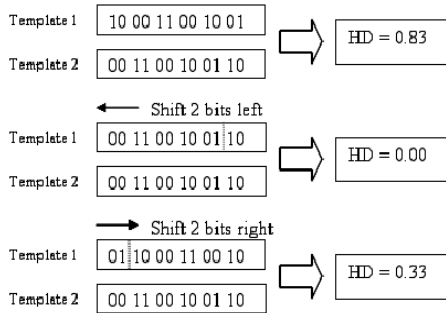 Template 1 10 00 11 00 10 01
HD = 0.83
Template 2 00 11 00 10 01 10
Shift 2 bits left
Template 1 00 11 00 10 01 10
HD = 0.00
Template 2 00 11 00 10 01 10
Shift 2 bits right
Template 1 01 10 00 11 00 10
HD = 0.33
Template 2 00 11 00 10 01 10